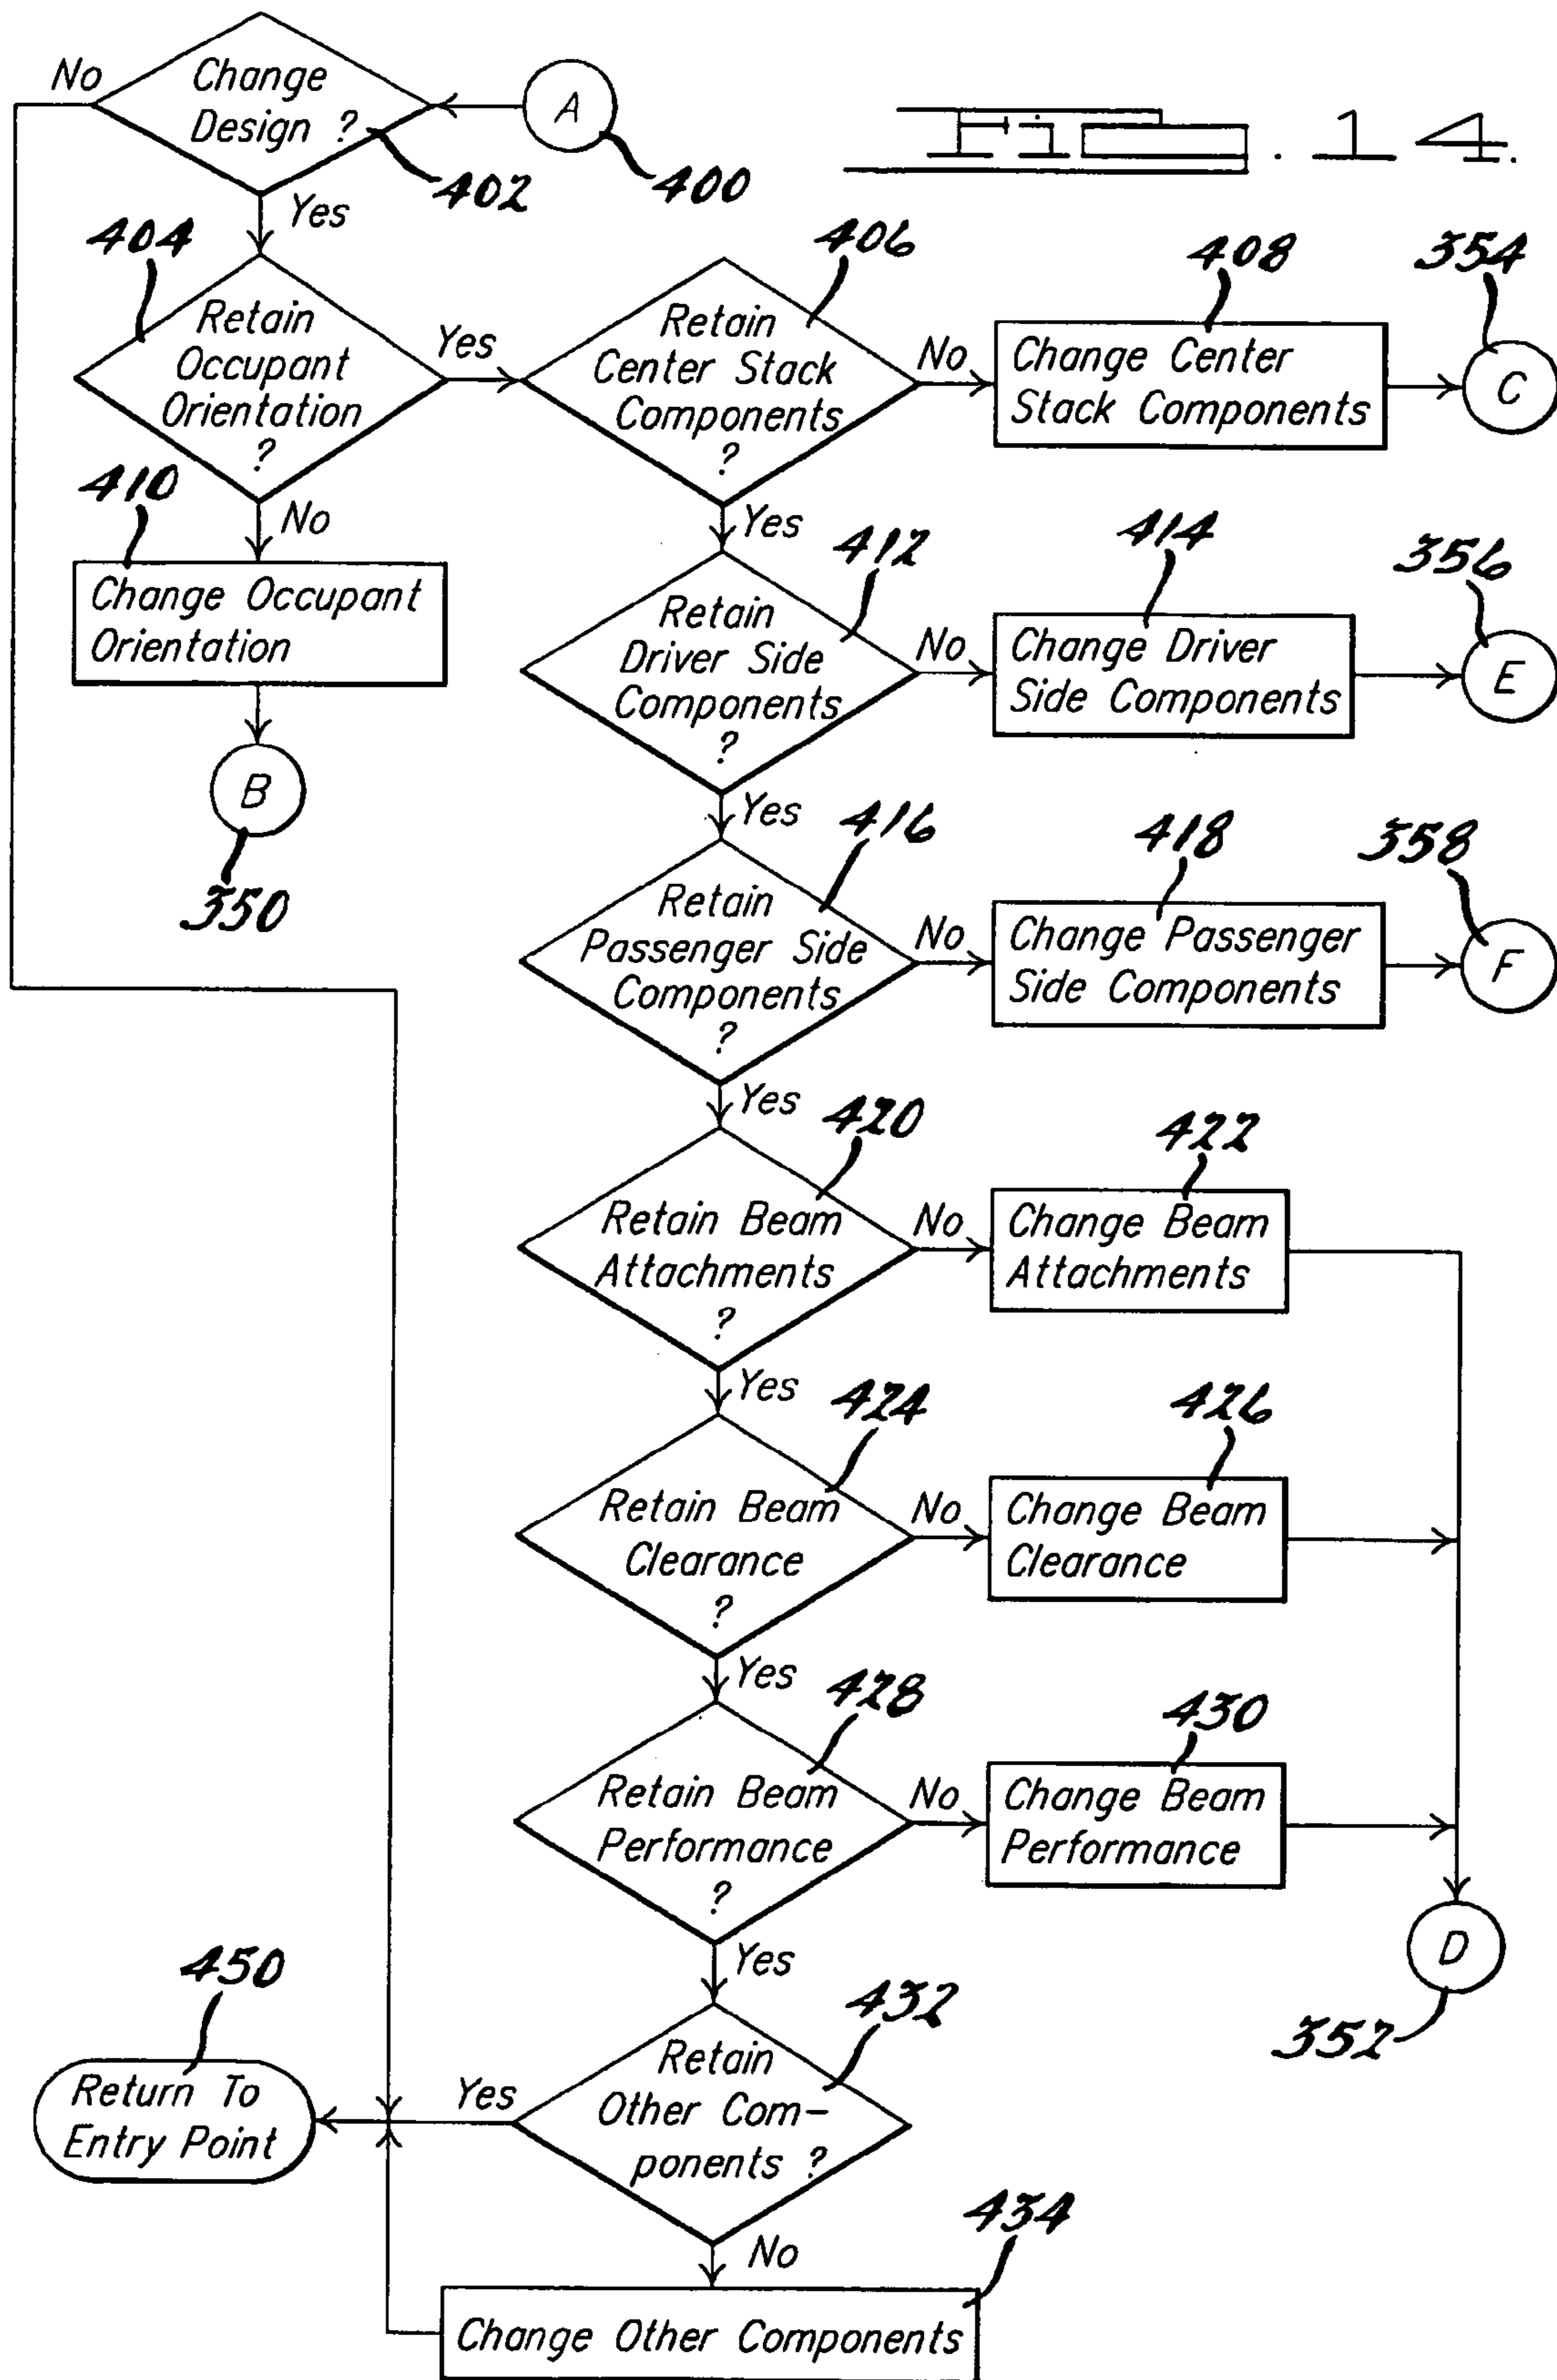 No
Change
Design ?
A
Fig. 14.
402
400
Yes
404
406
408
354
Retain
Occupant
Orientation
?
Yes
Retain
Center Stack
Components
?
No
Change Center
Stack Components
C
410
No
Yes
412
414
356
Change Occupant
Orientation
Retain
Driver Side
Components
?
No
Change Driver
Side Components
E
B
350
Yes
416
418
358
Retain
Passenger Side
Components
?
No
Change Passenger
Side Components
F
Yes
420
422
Retain Beam
Attachments
?
No
Change Beam
Attachments
Yes
424
426
Retain Beam
Clearance
?
No
Change Beam
Clearance
Yes
428
430
Retain Beam
Performance
?
No
Change Beam
Performance
D
352
Yes
450
432
Return To
Entry Point
Yes
Retain
Other Com-
ponents ?
No
434
Change Other Components